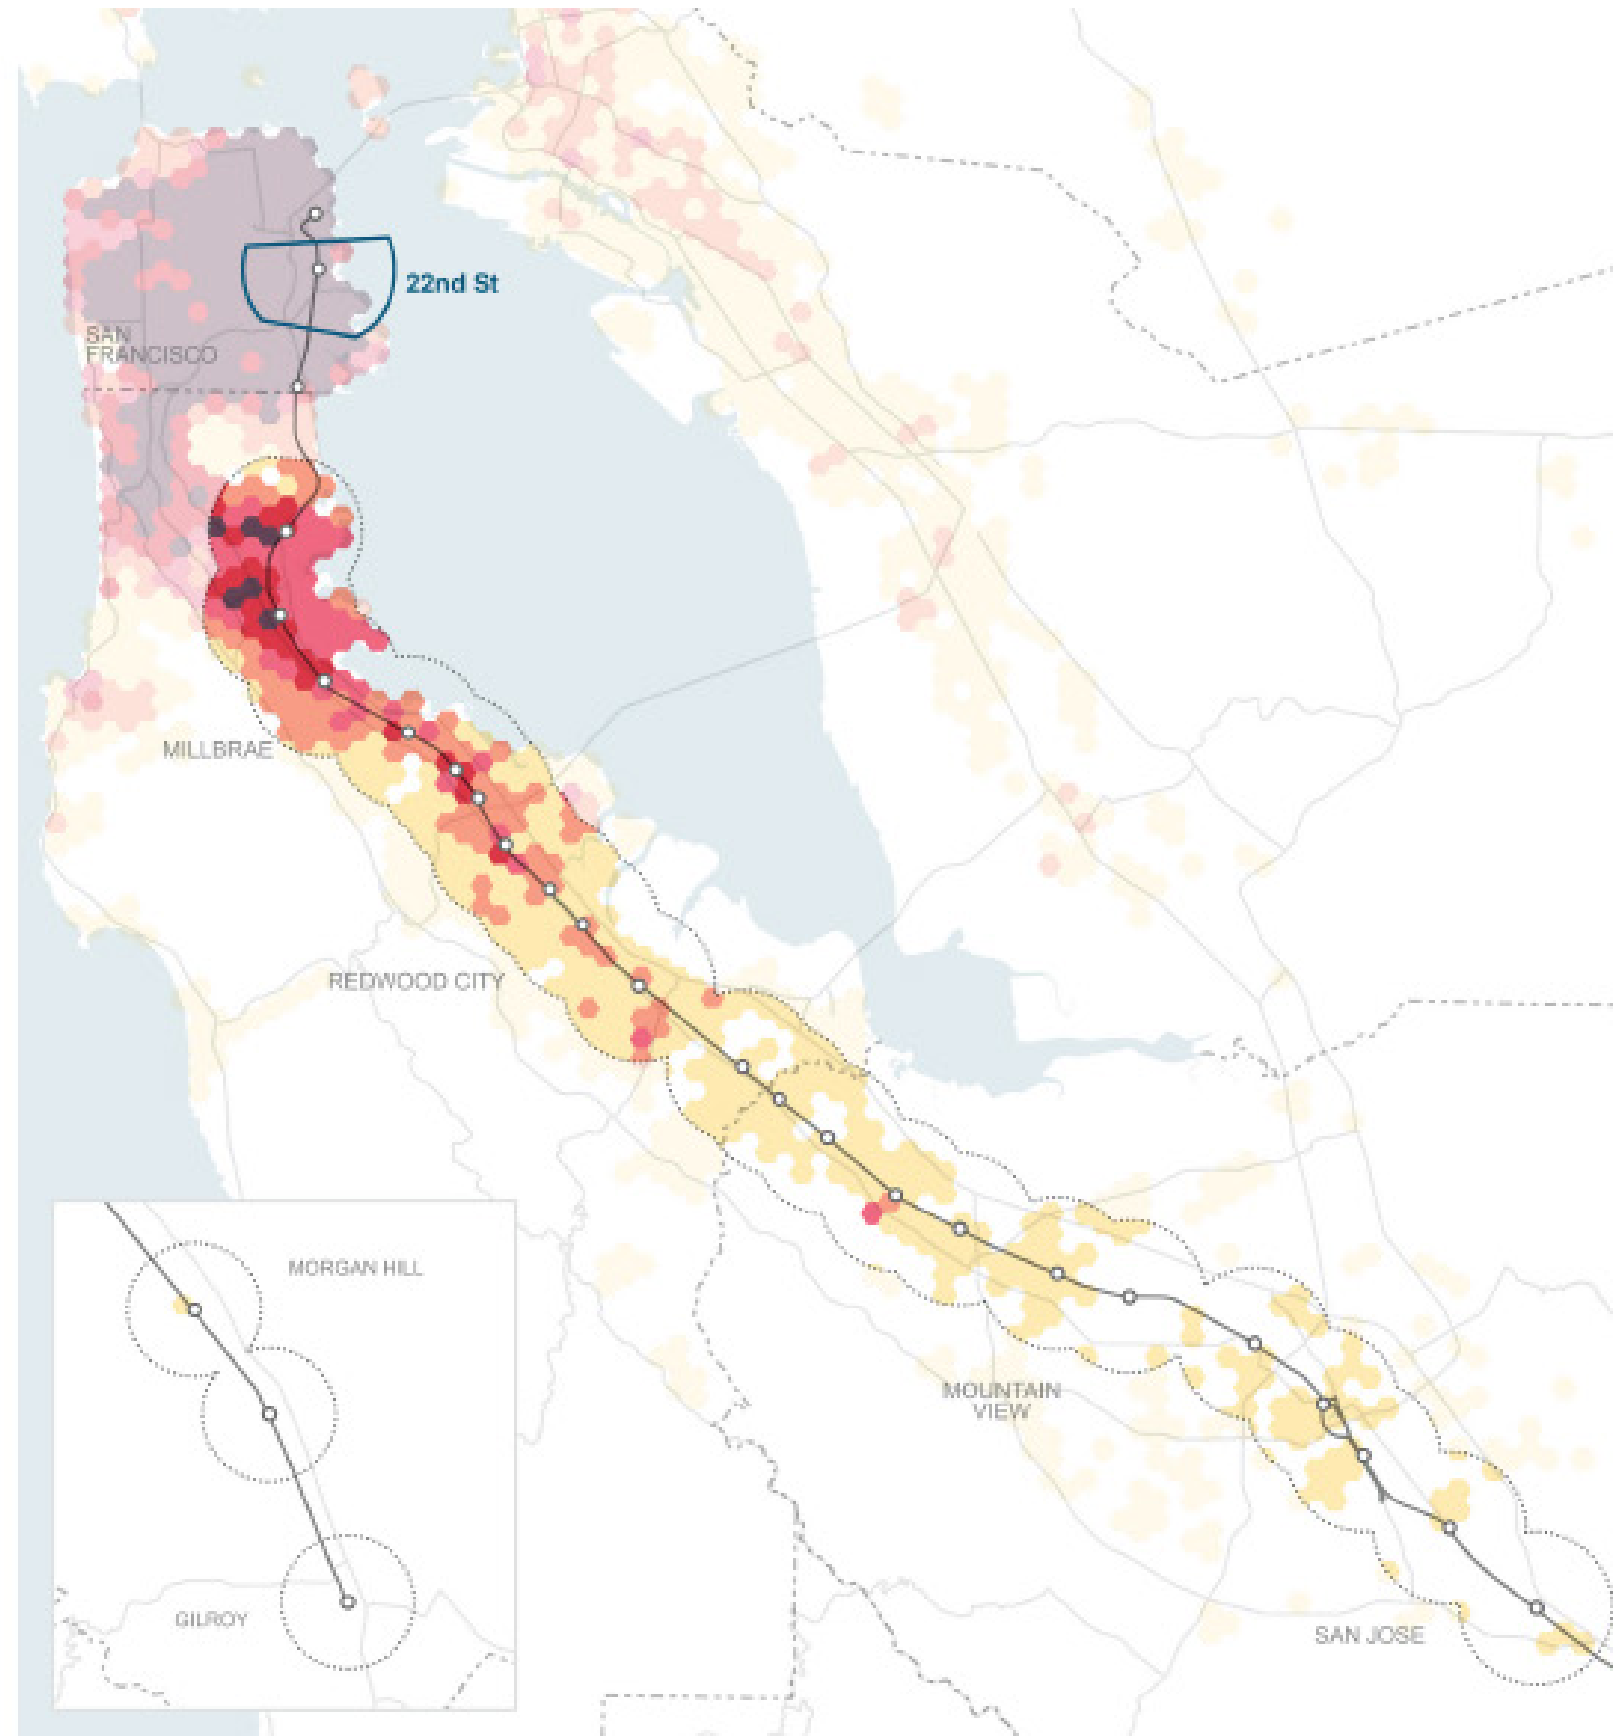 22nd St
SAN
FRANCISCO
MILLBRAE
REDWOOD CITY
MORGAN HILL
MOUNTAIN
VIEW
GILROY
SAN JOSE